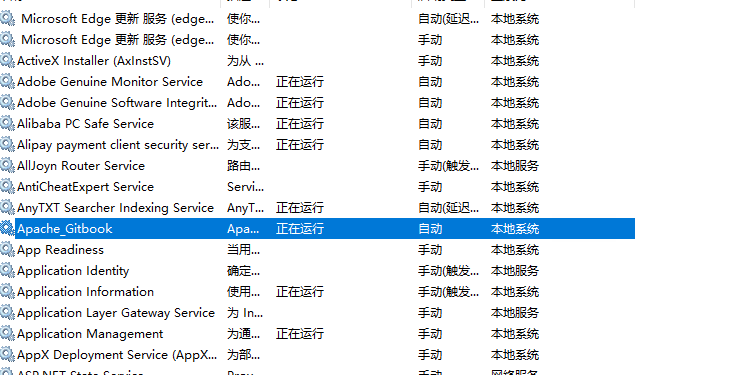 Microsoft Edge 更新 服务 (edge... 使你... 自动(延迟... 本地系统
Microsoft Edge 更新 服务 (edge... 使你... 手动 本地系统
ActiveX Installer (AxInstSV) 为从 ... 手动 本地系统
Adobe Genuine Monitor Service Ado... 正在运行 自动 本地系统
Adobe Genuine Software Integrit... Ado... 正在运行 自动 本地系统
Alibaba PC Safe Service 该服... 正在运行 自动 本地系统
Alipay payment client security ser... 为支... 正在运行 自动 本地系统
AllJoyn Router Service 路由... 手动(触发... 本地服务
AntiCheatExpert Service Servi... 手动 本地系统
AnyTXT Searcher Indexing Service AnyT... 正在运行 自动(延迟... 本地系统
Apache_Gitbook Apa... 正在运行 自动 本地系统
App Readiness 当用... 手动 本地系统
Application Identity 确定... 手动(触发... 本地服务
Application Information 使用... 正在运行 手动(触发... 本地系统
Application Layer Gateway Service 为 In... 手动 本地服务
Application Management 为通... 正在运行 手动 本地系统
AppX Deployment Service (AppX... 为部... 手动 本地系统